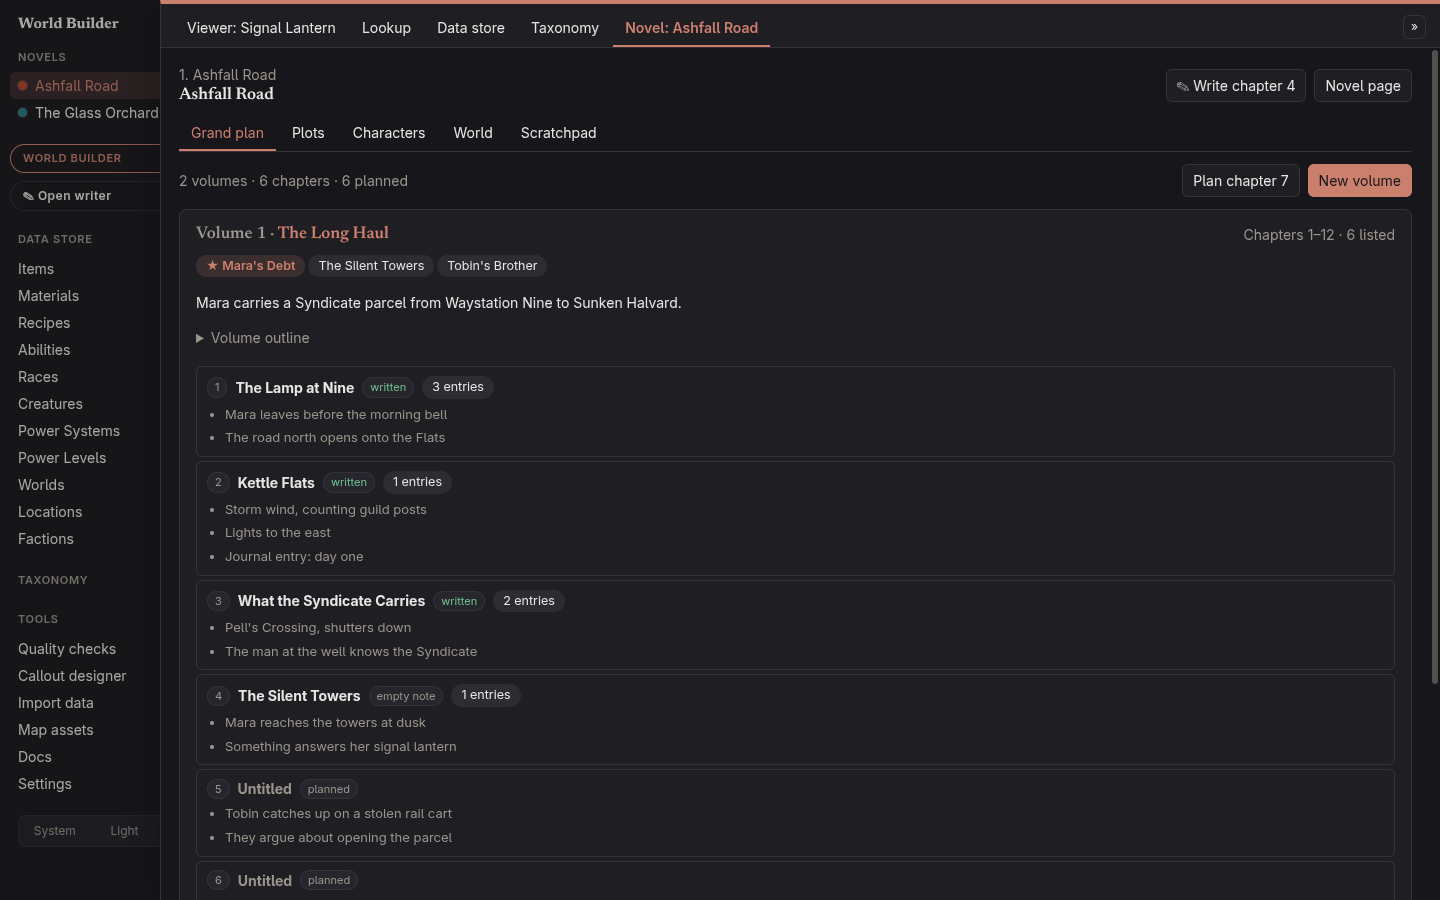 World Builder
NOVELS
Ashfall Road
The Glass Orchard
WORLD BUILDER
✎ Open writer
DATA STORE
Items
Materials
Recipes
Abilities
Races
Creatures
Power Systems
Power Levels
Worlds
Locations
Factions
TAXONOMY
TOOLS
Quality checks
Callout designer
Import data
Map assets
Docs
Settings
System Light
Viewer: Signal Lantern Lookup Data store Taxonomy Novel: Ashfall Road »
1. Ashfall Road
Ashfall Road
✎ Write chapter 4 Novel page
Grand plan Plots Characters World Scratchpad
2 volumes · 6 chapters · 6 planned
Plan chapter 7 New volume
Volume 1 · The Long Haul
Chapters 1–12 · 6 listed
★ Mara's Debt The Silent Towers Tobin's Brother
Mara carries a Syndicate parcel from Waystation Nine to Sunken Halvard.
▶ Volume outline
1 The Lamp at Nine written 3 entries
• Mara leaves before the morning bell
• The road north opens onto the Flats
2 Kettle Flats written 1 entries
• Storm wind, counting guild posts
• Lights to the east
• Journal entry: day one
3 What the Syndicate Carries written 2 entries
• Pell's Crossing, shutters down
• The man at the well knows the Syndicate
4 The Silent Towers empty note 1 entries
• Mara reaches the towers at dusk
• Something answers her signal lantern
5 Untitled planned
• Tobin catches up on a stolen rail cart
• They argue about opening the parcel
6 Untitled planned